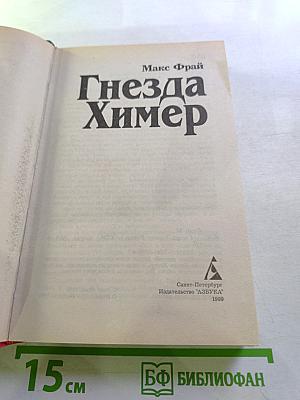 Макс Фрай
Гнезда
Химер
Санкт-Петербург
Издательство "АЗБУКА"
1999
15 см
БФ БИБЛИОФАН